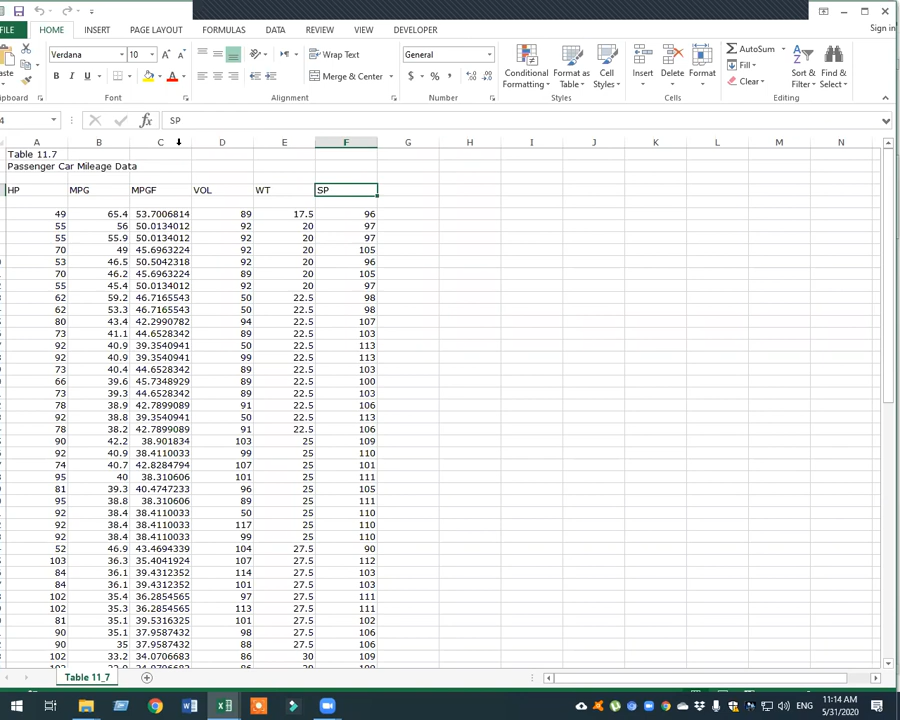 FILE HOME INSERT PAGE LAYOUT FORMULAS DATA REVIEW VIEW DEVELOPER Sign in
Verdana 10 A A Wrap Text General AutoSum
Fill
B I U A Merge & Center $ % , Clear
Conditional Formatting Format as Table Cell Styles Insert Delete Format Sort & Filter Find & Select
Font Alignment Number Styles Cells Editing
4 fx SP
A B C D E F G H I J K L M N
Table 11.7
Passenger Car Mileage Data
HP MPG MPGF VOL WT SP
49 65.4 53.7006814 89 17.5 96
55 56 50.0134012 92 20 97
55 55.9 50.0134012 92 20 97
70 49 45.6963224 92 20 105
53 46.5 50.5042318 92 20 96
70 46.2 45.6963224 89 20 105
55 45.4 50.0134012 92 20 97
62 59.2 46.7165543 50 22.5 98
62 53.3 46.7165543 50 22.5 98
80 43.4 42.2990782 94 22.5 107
73 41.1 44.6528342 89 22.5 103
92 40.9 39.3540941 50 22.5 113
92 40.9 39.3540941 99 22.5 113
73 40.4 44.6528342 89 22.5 103
66 39.6 45.7348929 89 22.5 100
73 39.3 44.6528342 89 22.5 103
78 38.9 42.7899089 91 22.5 106
92 38.8 39.3540941 50 22.5 113
78 38.2 42.7899089 91 22.5 106
90 42.2 38.901834 103 25 109
92 40.9 38.4110033 99 25 110
74 40.7 42.8284794 107 25 101
95 40 38.310606 101 25 111
81 39.3 40.4747233 96 25 105
95 38.8 38.310606 89 25 111
92 38.4 38.4110033 50 25 110
92 38.4 38.4110033 117 25 110
92 38.4 38.4110033 99 25 110
52 46.9 43.4694339 104 27.5 90
103 36.3 35.4041924 107 27.5 112
84 36.1 39.4312352 114 27.5 103
84 36.1 39.4312352 101 27.5 103
102 35.4 36.2854565 97 27.5 111
102 35.3 36.2854565 113 27.5 111
81 35.1 39.5316325 101 27.5 102
90 35.1 37.9587432 98 27.5 106
90 35 37.9587432 88 27.5 106
102 33.2 34.0706683 86 30 109
Table 11_7
ENG 11:14 AM
5/31/2020